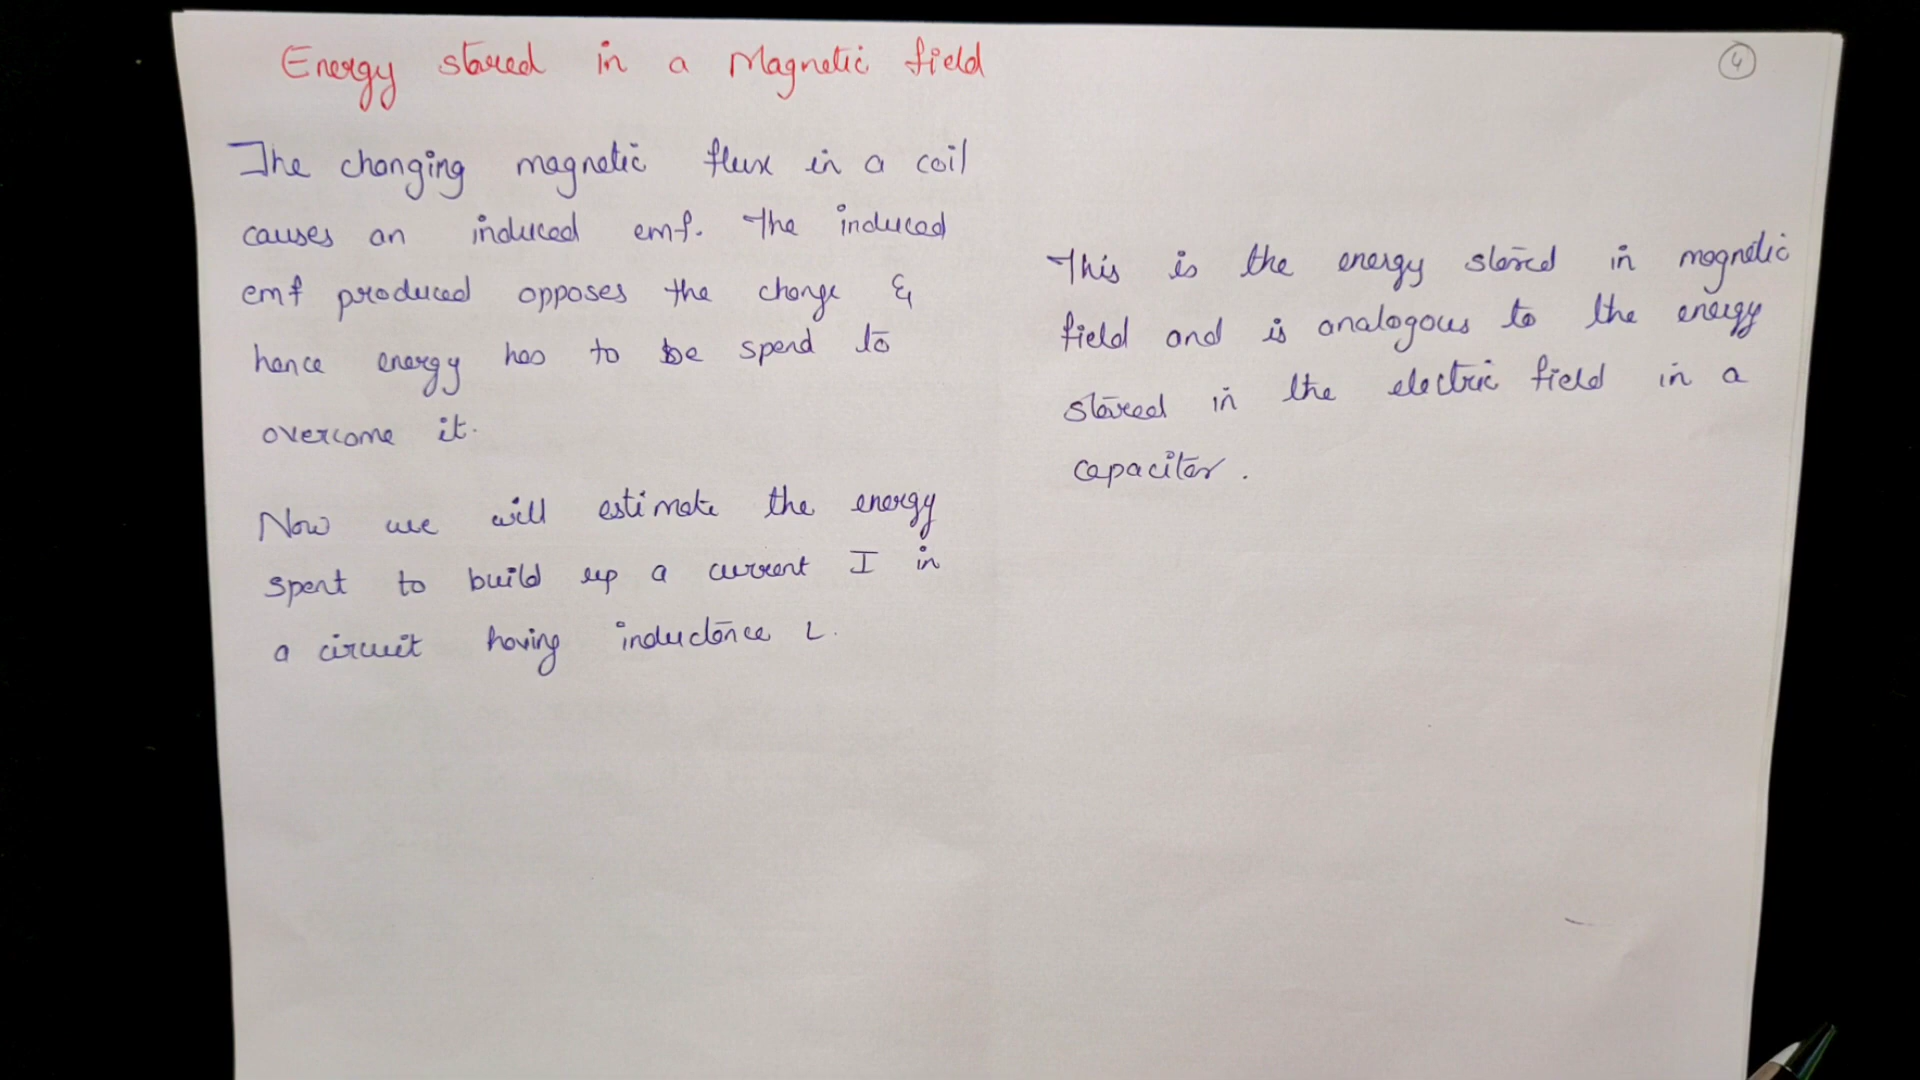 Energy stored in a Magnetic field
4
The changing magnetic flux in a coil
causes an induced emf. The induced
emf produced opposes the change &
hence energy has to be spend to
overcome it.
Now we will estimate the energy
spent to build up a current I in
a circuit having inductance L.
This is the energy stored in magnetic
field and is analogous to the energy
stored in the electric field in a
capacitor.